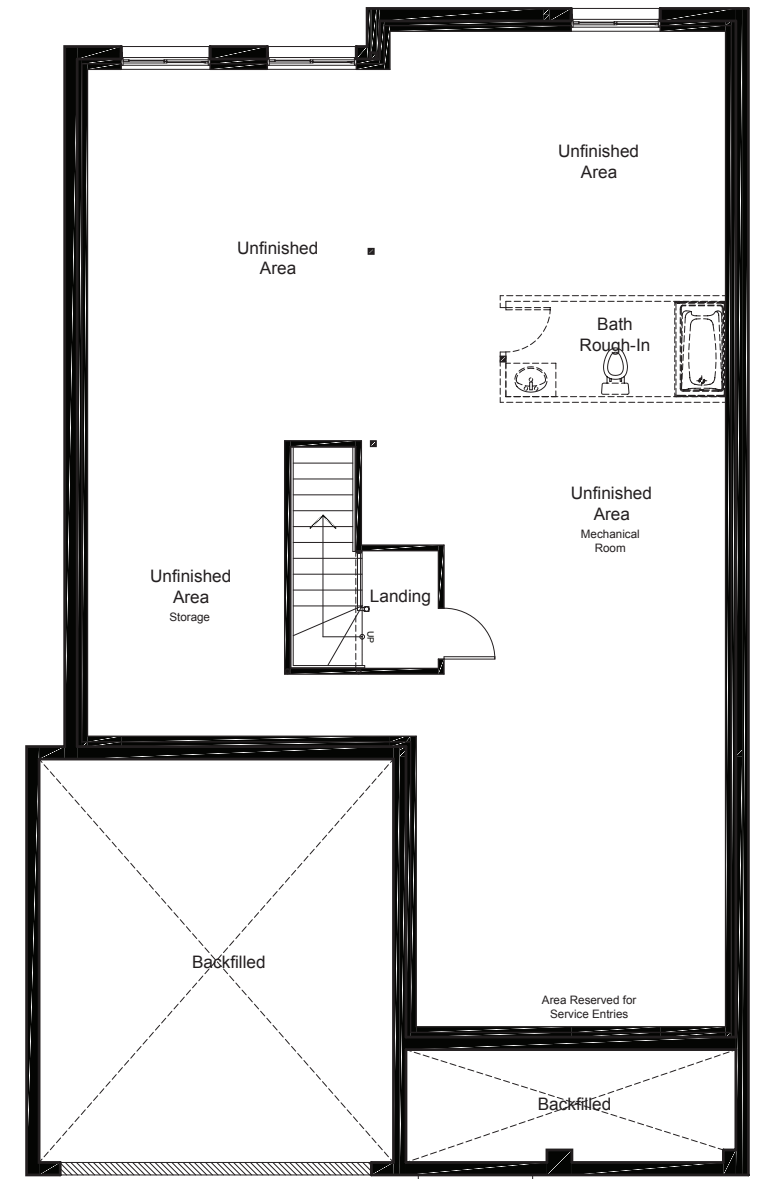 Unfinished
Area
Unfinished
Area
Bath
Rough-In
Unfinished
Area
Mechanical
Room
Unfinished
Area
Storage
Landing
UP
Backfilled
Area Reserved for
Service Entries
Backfilled